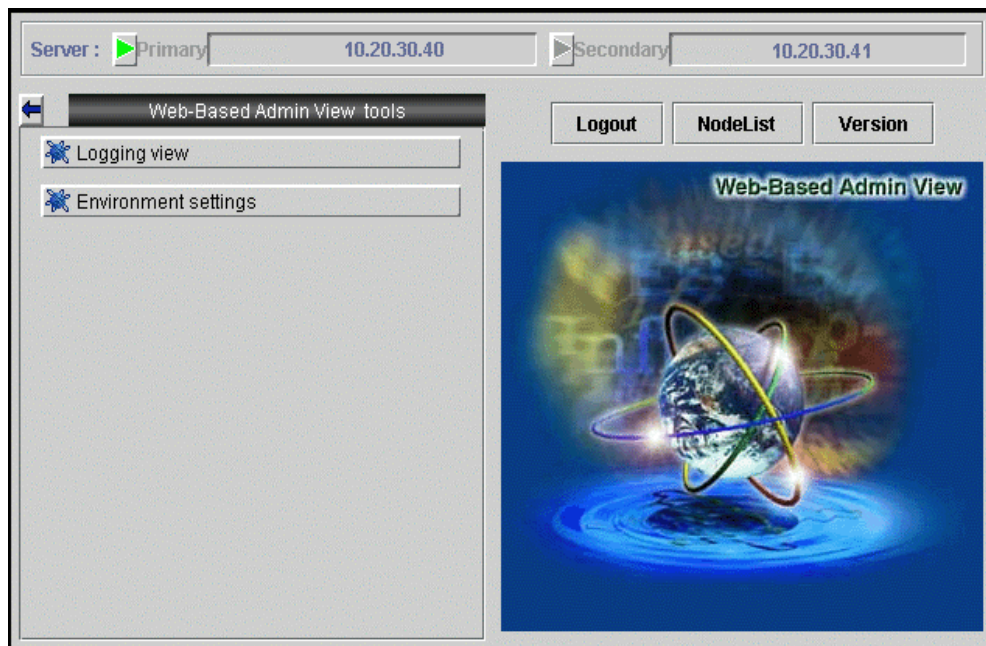 Server : Primary 10.20.30.40 Secondary 10.20.30.41
Web-Based Admin View tools
Logout NodeList Version
Logging view
Environment settings
Web-Based Admin View